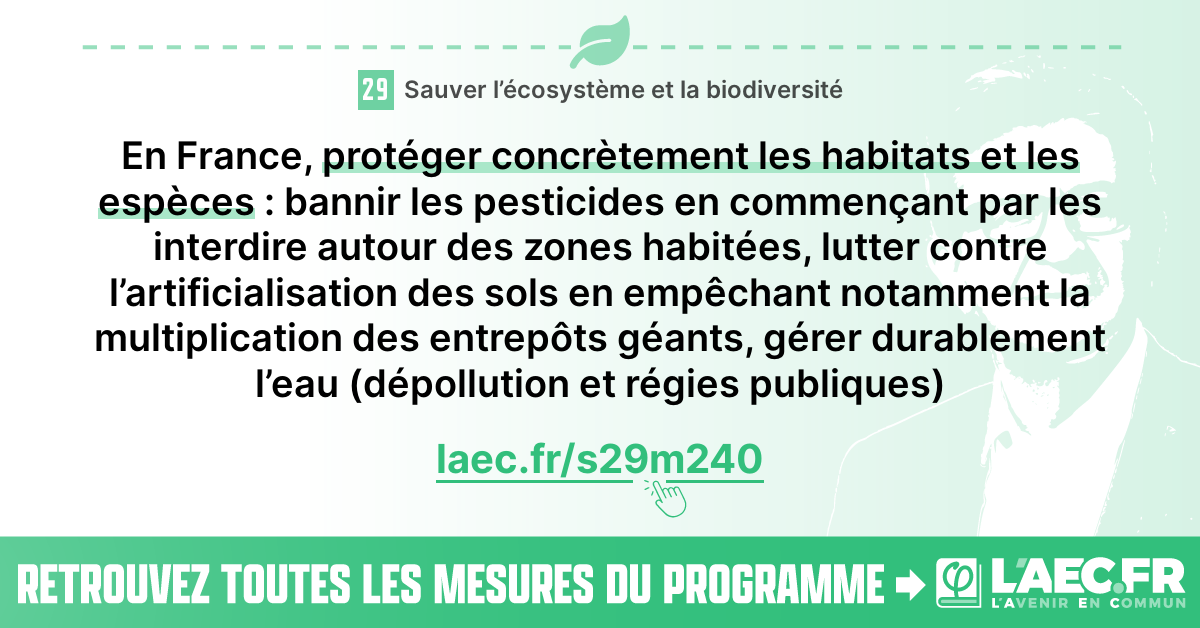 29 Sauver l’écosystème et la biodiversité
En France, protéger concrètement les habitats et les
espèces : bannir les pesticides en commençant par les
interdire autour des zones habitées, lutter contre
l’artificialisation des sols en empêchant notamment la
multiplication des entrepôts géants, gérer durablement
l’eau (dépollution et régies publiques)
laec.fr/s29m240
RETROUVEZ TOUTES LES MESURES DU PROGRAMME
φ L’AEC.FR
L’AVENIR EN COMMUN